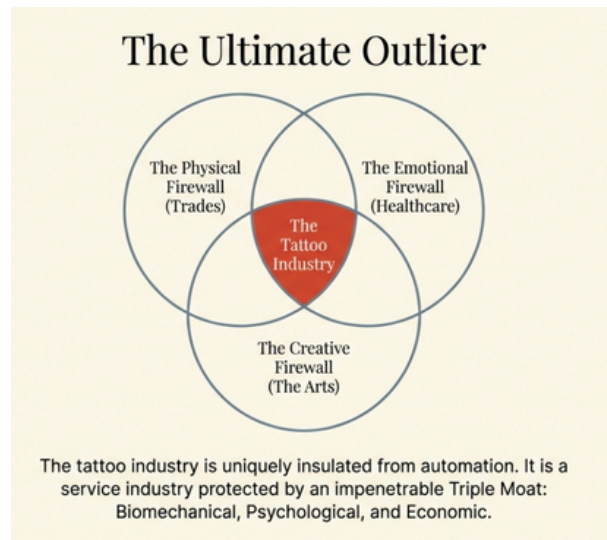 The Ultimate Outlier
The Physical
Firewall
(Trades)
The Emotional
Firewall
(Healthcare)
The
Tattoo
Industry
The Creative
Firewall
(The Arts)
The tattoo industry is uniquely insulated from automation. It is a
service industry protected by an impenetrable Triple Moat:
Biomechanical, Psychological, and Economic.